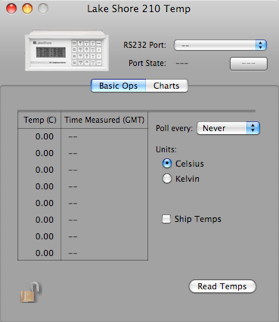 Lake Shore 210 Temp
RS232 Port: --
Port State: -- ---
Basic Ops Charts
Temp (C) Time Measured (GMT)
0.00 --
0.00 --
0.00 --
0.00 --
0.00 --
0.00 --
0.00 --
0.00 --
Poll every: Never
Units:
Celsius
Kelvin
Ship Temps
Read Temps